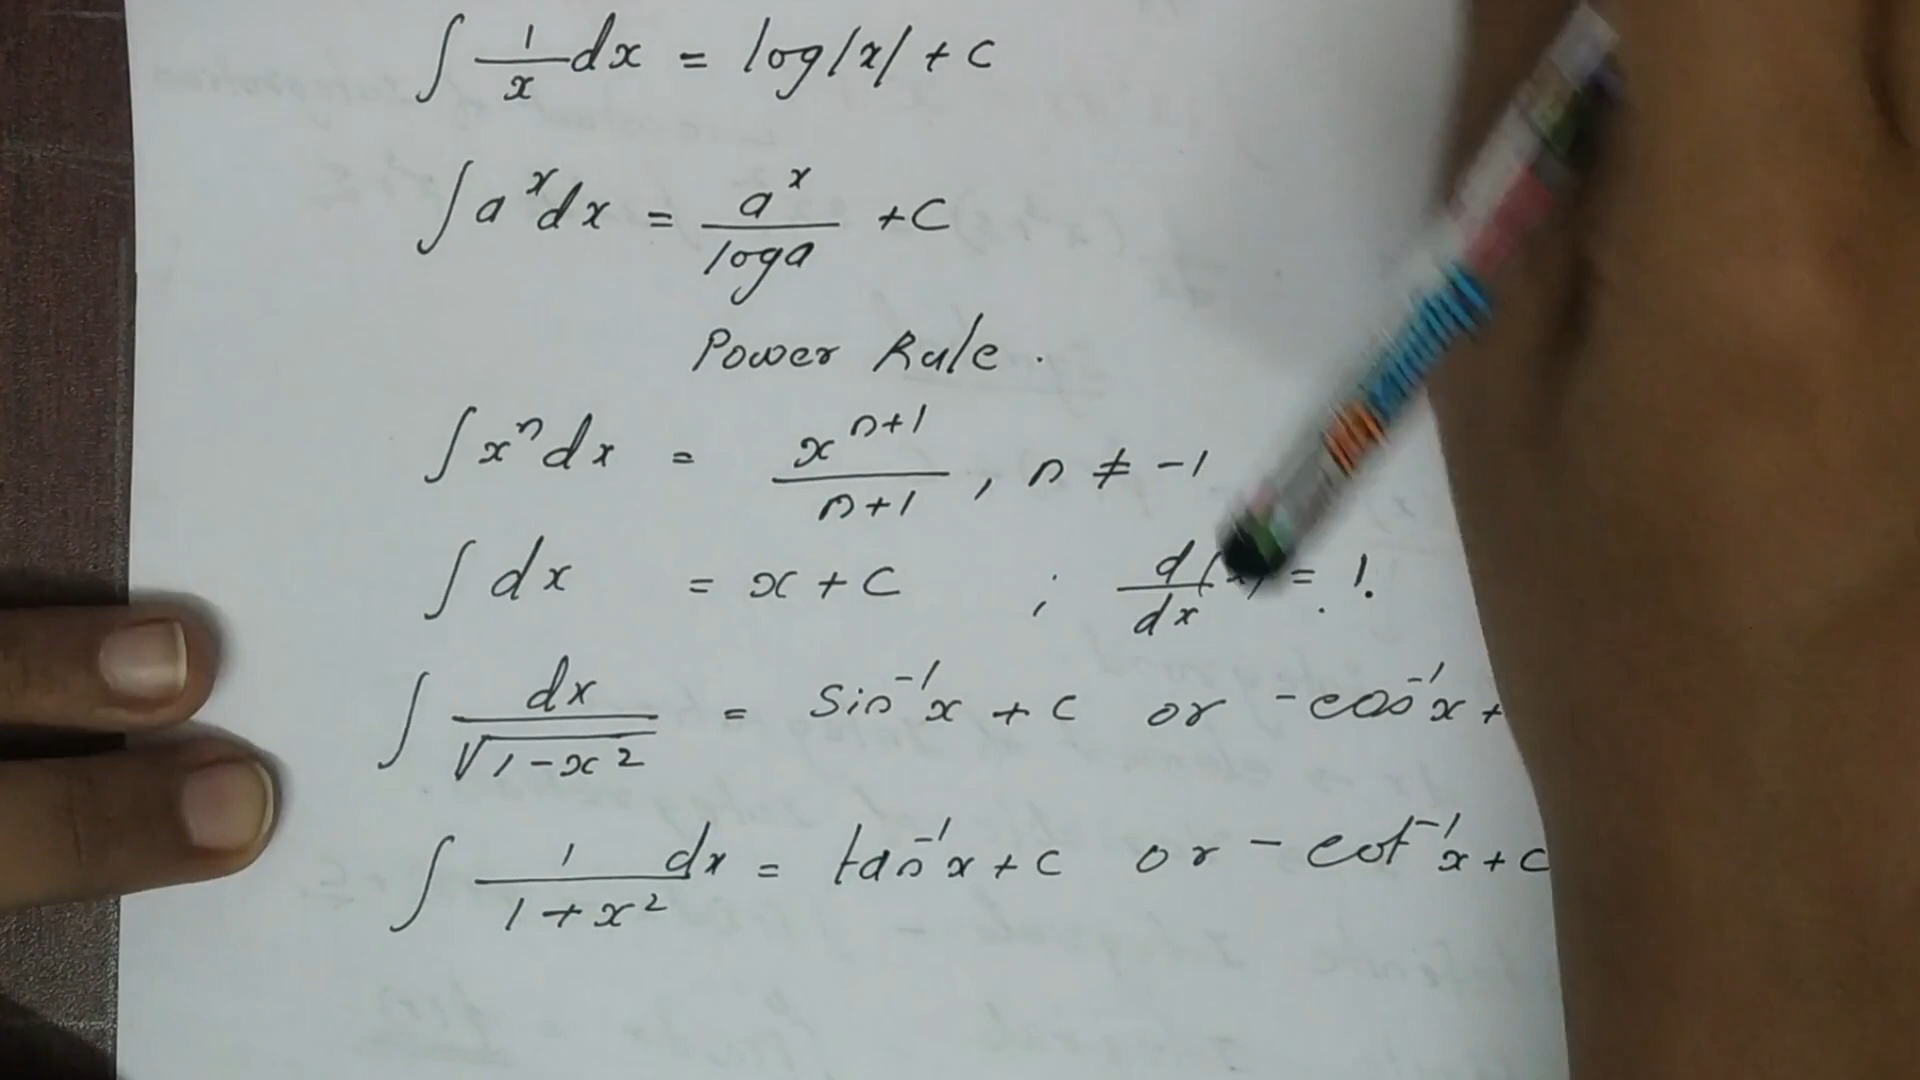 ∫ 1/x dx = log|x| + c
∫ a^x dx = a^x / log a + C
Power Rule.
∫ x^n dx = x^(n+1) / n+1 , n ≠ -1
∫ dx = x + C ; d/dx (x) = 1.
∫ dx / √(1-x²) = Sin⁻¹x + C or - cos⁻¹x +
∫ 1 / 1+x² dx = tan⁻¹x + C or - cot⁻¹x + C